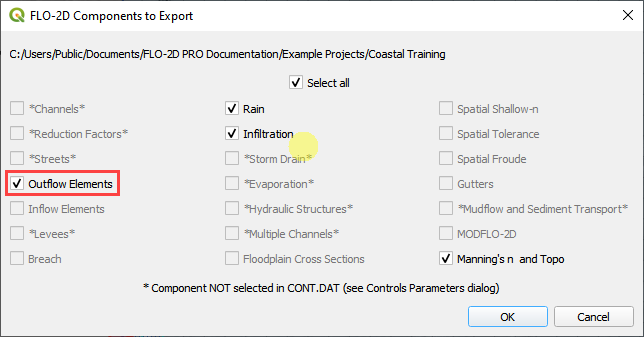 FLO-2D Components to Export
C:/Users/Public/Documents/FLO-2D PRO Documentation/Example Projects/Coastal Training
Select all
*Channels*
Rain
Spatial Shallow-n
*Reduction Factors*
Infiltration
Spatial Tolerance
*Streets*
*Storm Drain*
Spatial Froude
Outflow Elements
*Evaporation*
Gutters
Inflow Elements
*Hydraulic Structures*
*Mudflow and Sediment Transport*
*Levees*
*Multiple Channels*
MODFLO-2D
Breach
Floodplain Cross Sections
Manning's n and Topo
* Component NOT selected in CONT.DAT (see Controls Parameters dialog)
OK
Cancel